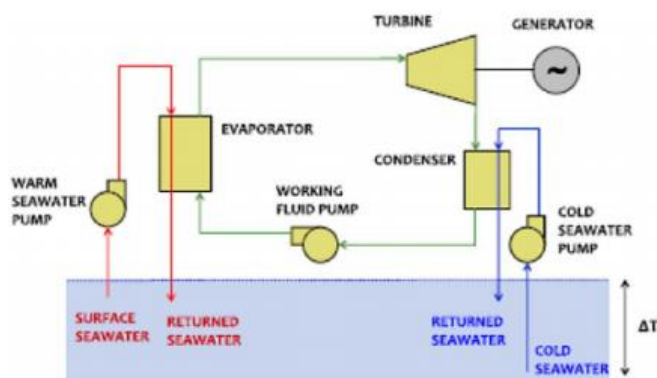 TURBINE
GENERATOR
EVAPORATOR
CONDENSER
WARM
SEAWATER
PUMP
WORKING
FLUID PUMP
COLD
SEAWATER
PUMP
SURFACE
SEAWATER
RETURNED
SEAWATER
RETURNED
SEAWATER
COLD
SEAWATER
ΔT
~